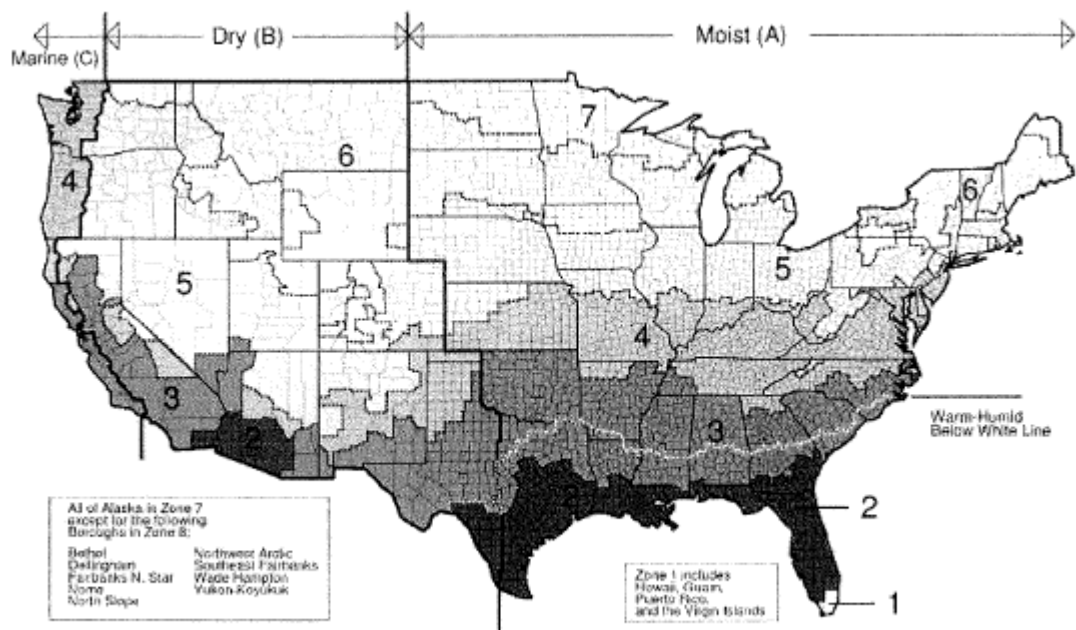 Marine (C)
Dry (B)
Moist (A)
7
6
4
6
5
5
4
3
3
2
2
Warm-Humid
Below White Line
2
1
All of Alaska in Zone 7
except for the following
Boroughs in Zone 8:
Bethel
Dellingham
Fairbanks N. Star
Nome
North Slope
Northwest Arctic
Southeast Fairbanks
Wade Hampton
Yukon-Koyukuk
Zone 1 includes
Hawaii, Guam,
Puerto Rico,
and the Virgin Islands